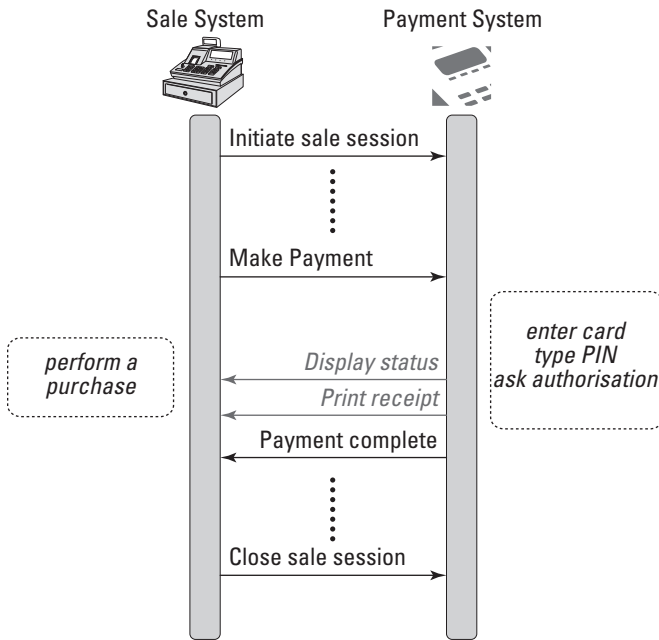 Sale System
Payment System
Initiate sale session
Make Payment
enter card
type PIN
ask authorisation
perform a
purchase
Display status
Print receipt
Payment complete
Close sale session